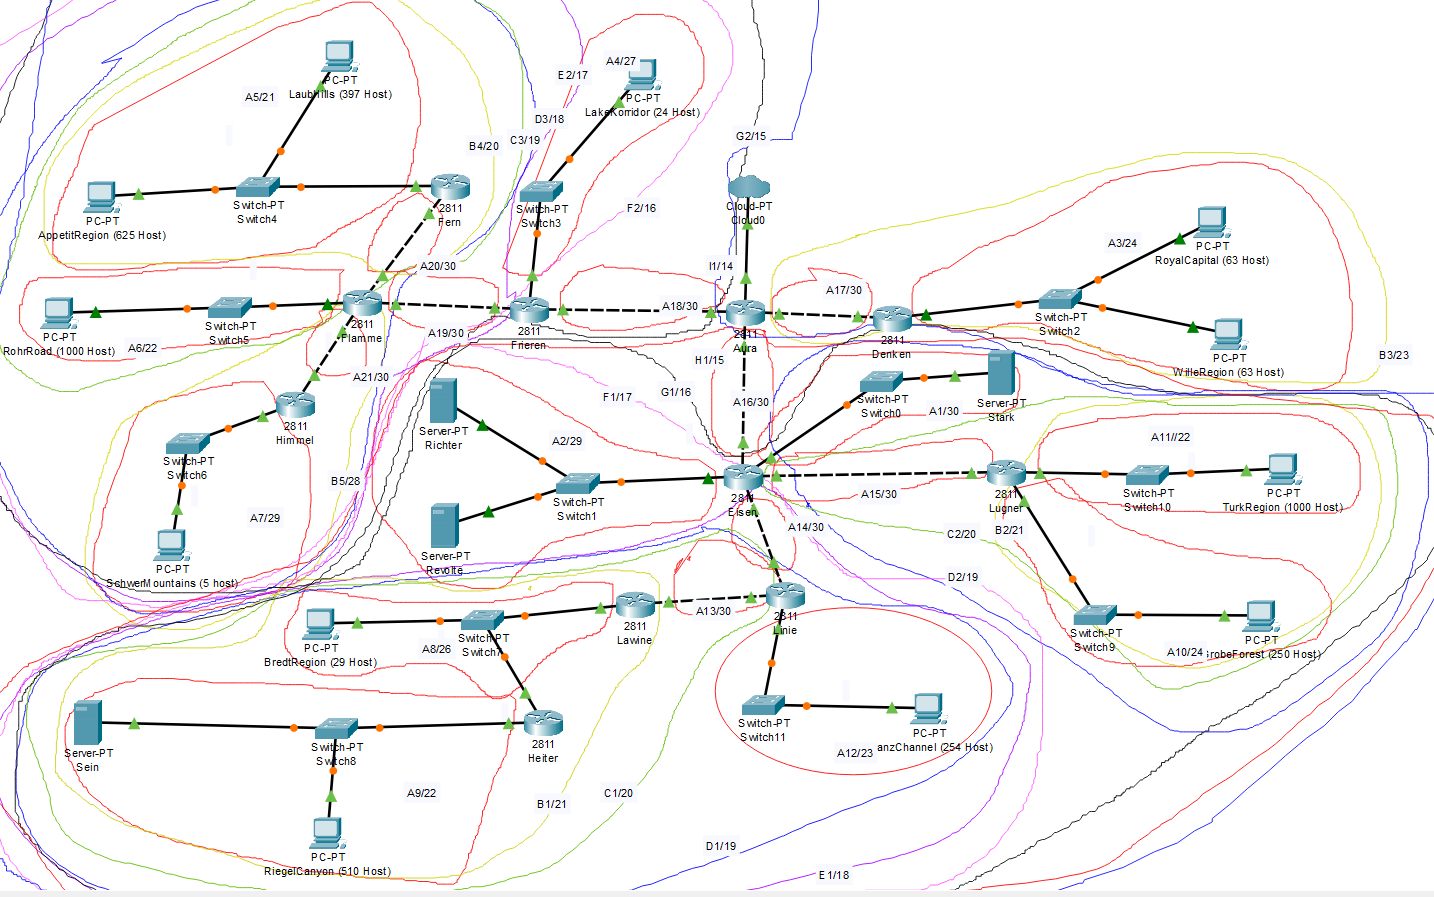 E2/17
A4/27
PC-PT
LaubHills (397 Host)
PC-PT
LakeKorridor (24 Host)
A5/21
D3/18
G2/15
C3/19
B4/20
Switch-PT
Switch4
2811
Fern
Switch-PT
Switch3
F2/16
Cloud-PT
Cloud0
PC-PT
AppetitRegion (625 Host)
A3/24
PC-PT
RoyalCapital (63 Host)
A20/30
I1/14
A17/30
A18/30
Switch-PT
Switch5
2811
Flamme
A19/30
2811
Frieren
2811
Aura
2811
Denken
Switch-PT
Switch2
PC-PT
RohrRoad (1000 Host)
A6/22
H1/15
B3/23
PC-PT
WilleRegion (63 Host)
A21/30
F1/17
G1/16
A16/30
Switch-PT
Switch0
A1/30
Server-PT
Stark
2811
Himmel
Server-PT
Richter
A2/29
A11//22
Switch-PT
Switch6
B5/28
Switch-PT
Switch1
2811
Eisen
A15/30
2811
Lugner
Switch-PT
Switch10
PC-PT
TurkRegion (1000 Host)
A7/29
A14/30
C2/20
B2/21
Server-PT
Revolte
PC-PT
SchwerMountains (5 host)
D2/19
A13/30
2811
Lawine
2811
Linie
Switch-PT
Switch7
A8/26
PC-PT
BredtRegion (29 Host)
Switch-PT
Switch9
A10/24
PC-PT
robeForest (250 Host)
Switch-PT
Switch11
PC-PT
anzChannel (254 Host)
A12/23
Server-PT
Sein
Switch-PT
Switch8
2811
Heiter
A9/22
B1/21
C1/20
PC-PT
RiegelCanyon (510 Host)
D1/19
E1/18